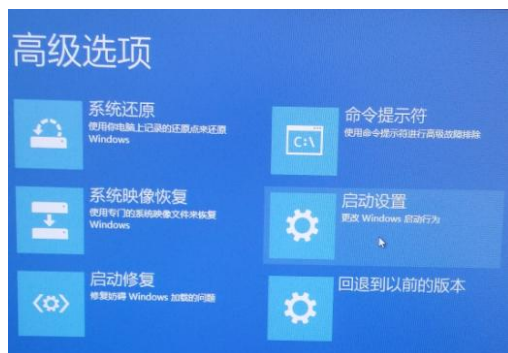 高级选项
系统还原
使用你电脑上记录的还原点来还原
Windows
命令提示符
使用命令提示符进行高级故障排除
C:\
系统映像恢复
使用专门的系统映像文件来恢复
Windows
启动设置
更改 Windows 启动行为
启动修复
修复妨碍 Windows 加载的问题
回退到以前的版本